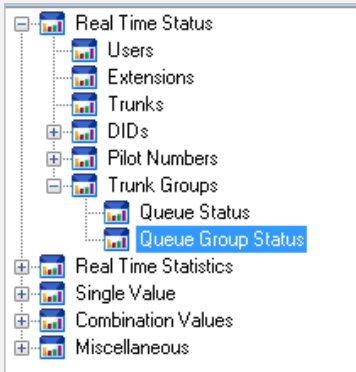 Real Time Status
Users
Extensions
Trunks
DIDs
Pilot Numbers
Trunk Groups
Queue Status
Queue Group Status
Real Time Statistics
Single Value
Combination Values
Miscellaneous